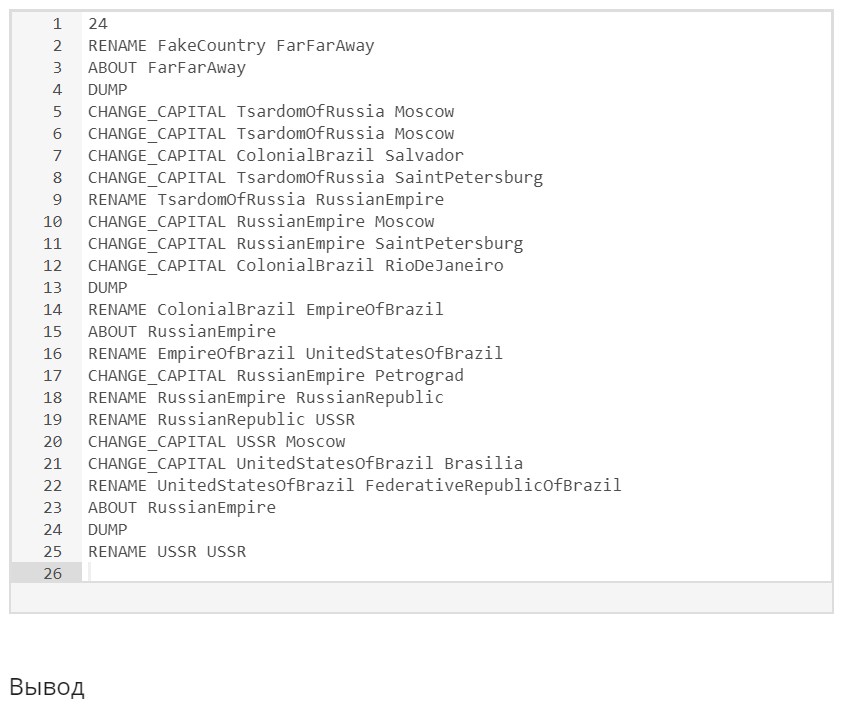 1 24
2 RENAME FakeCountry FarFarAway
3 ABOUT FarFarAway
4 DUMP
5 CHANGE_CAPITAL TsardomOfRussia Moscow
6 CHANGE_CAPITAL TsardomOfRussia Moscow
7 CHANGE_CAPITAL ColonialBrazil Salvador
8 CHANGE_CAPITAL TsardomOfRussia SaintPetersburg
9 RENAME TsardomOfRussia RussianEmpire
10 CHANGE_CAPITAL RussianEmpire Moscow
11 CHANGE_CAPITAL RussianEmpire SaintPetersburg
12 CHANGE_CAPITAL ColonialBrazil RioDeJaneiro
13 DUMP
14 RENAME ColonialBrazil EmpireOfBrazil
15 ABOUT RussianEmpire
16 RENAME EmpireOfBrazil UnitedStatesOfBrazil
17 CHANGE_CAPITAL RussianEmpire Petrograd
18 RENAME RussianEmpire RussianRepublic
19 RENAME RussianRepublic USSR
20 CHANGE_CAPITAL USSR Moscow
21 CHANGE_CAPITAL UnitedStatesOfBrazil Brasilia
22 RENAME UnitedStatesOfBrazil FederativeRepublicOfBrazil
23 ABOUT RussianEmpire
24 DUMP
25 RENAME USSR USSR
26
Вывод